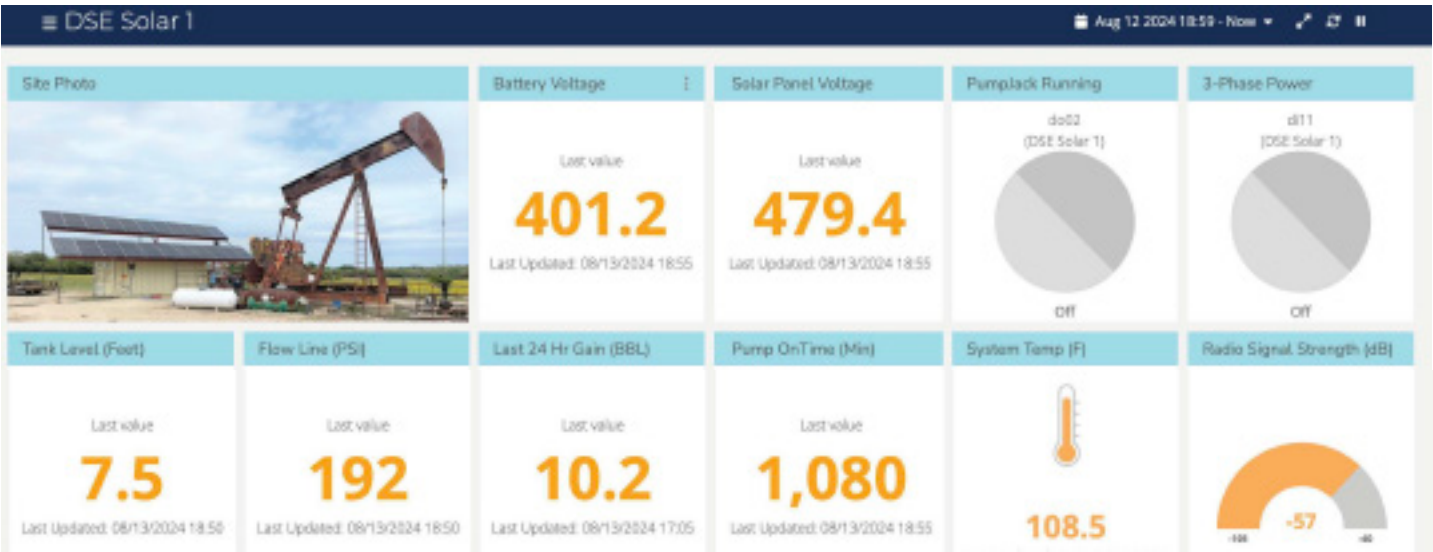 DSE Solar 1
Aug 12 2024 18:59 - Now
Site Photo
Battery Voltage
Last value
401.2
Last Updated: 08/13/2024 18:55
Solar Panel Voltage
Last value
479.4
Last Updated: 08/13/2024 18:55
PumpJack Running
do02
(DSE Solar 1)
Off
3-Phase Power
di11
(DSE Solar 1)
Off
Tank Level (Feet)
Last value
7.5
Last Updated: 08/13/2024 18:50
Flow Line (PSI)
Last value
192
Last Updated: 08/13/2024 18:50
Last 24 Hr Gain (BBL)
Last value
10.2
Last Updated: 08/13/2024 17:05
Pump OnTime (Min)
Last value
1,080
Last Updated: 08/13/2024 18:55
System Temp (F)
108.5
Radio Signal Strength (dB)
-57